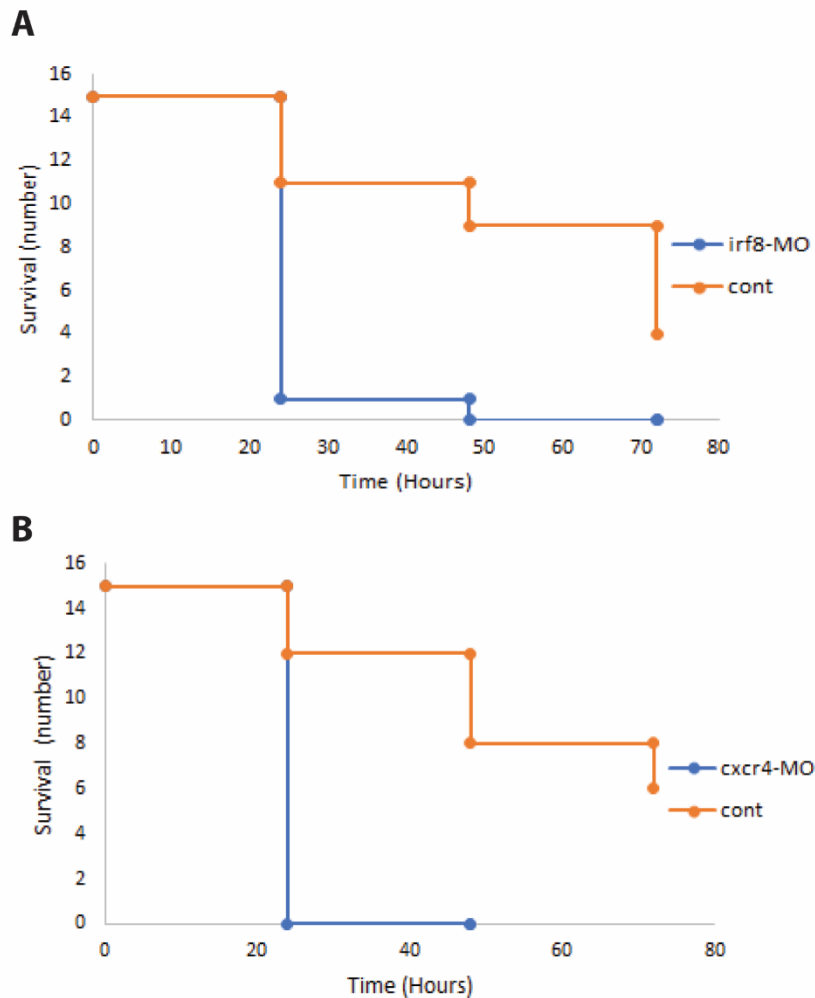 A
16
14
12
10
8
6
4
2
0
Survival (number)
0 10 20 30 40 50 60 70 80
Time (Hours)
irf8-MO
cont
B
16
14
12
10
8
6
4
2
0
Survival (number)
0 20 40 60 80
Time (Hours)
cxcr4-MO
cont